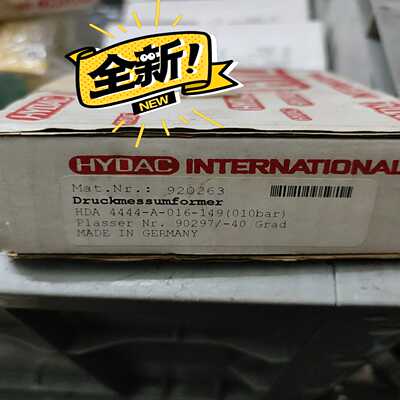 全新!
NEW
HYDAC INTERNATIONAL
Mat.Nr.: 920263
Druckmessumformer
HDA 4444-A-016-149(010bar)
Plasser Nr. 90297/-40 Grad
MADE IN GERMANY